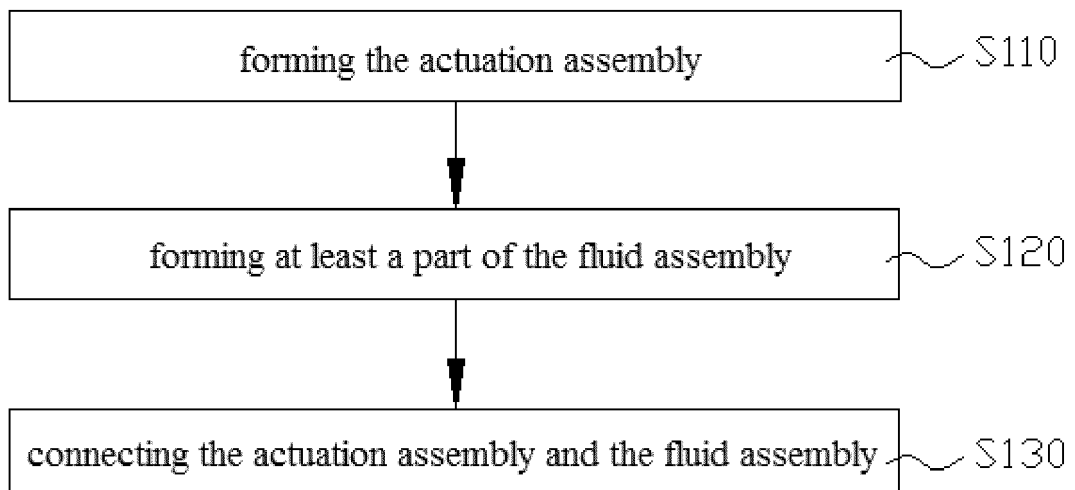 forming the actuation assembly S110
forming at least a part of the fluid assembly S120
connecting the actuation assembly and the fluid assembly S130